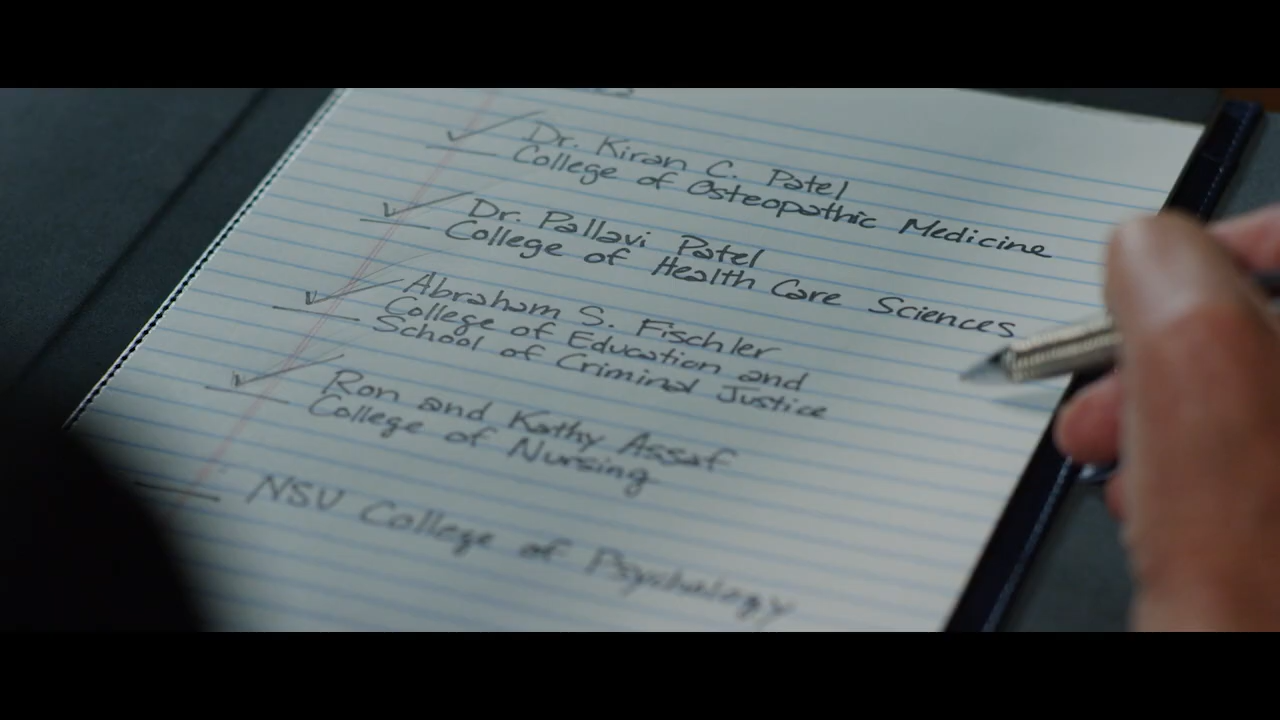 Dr. Kiran C. Patel
College of Osteopathic Medicine
Dr. Pallavi Patel
College of Health Care Sciences
Abraham S. Fischler
College of Education and
School of Criminal Justice
Ron and Kathy Assaf
College of Nursing
NSU College of Psychology